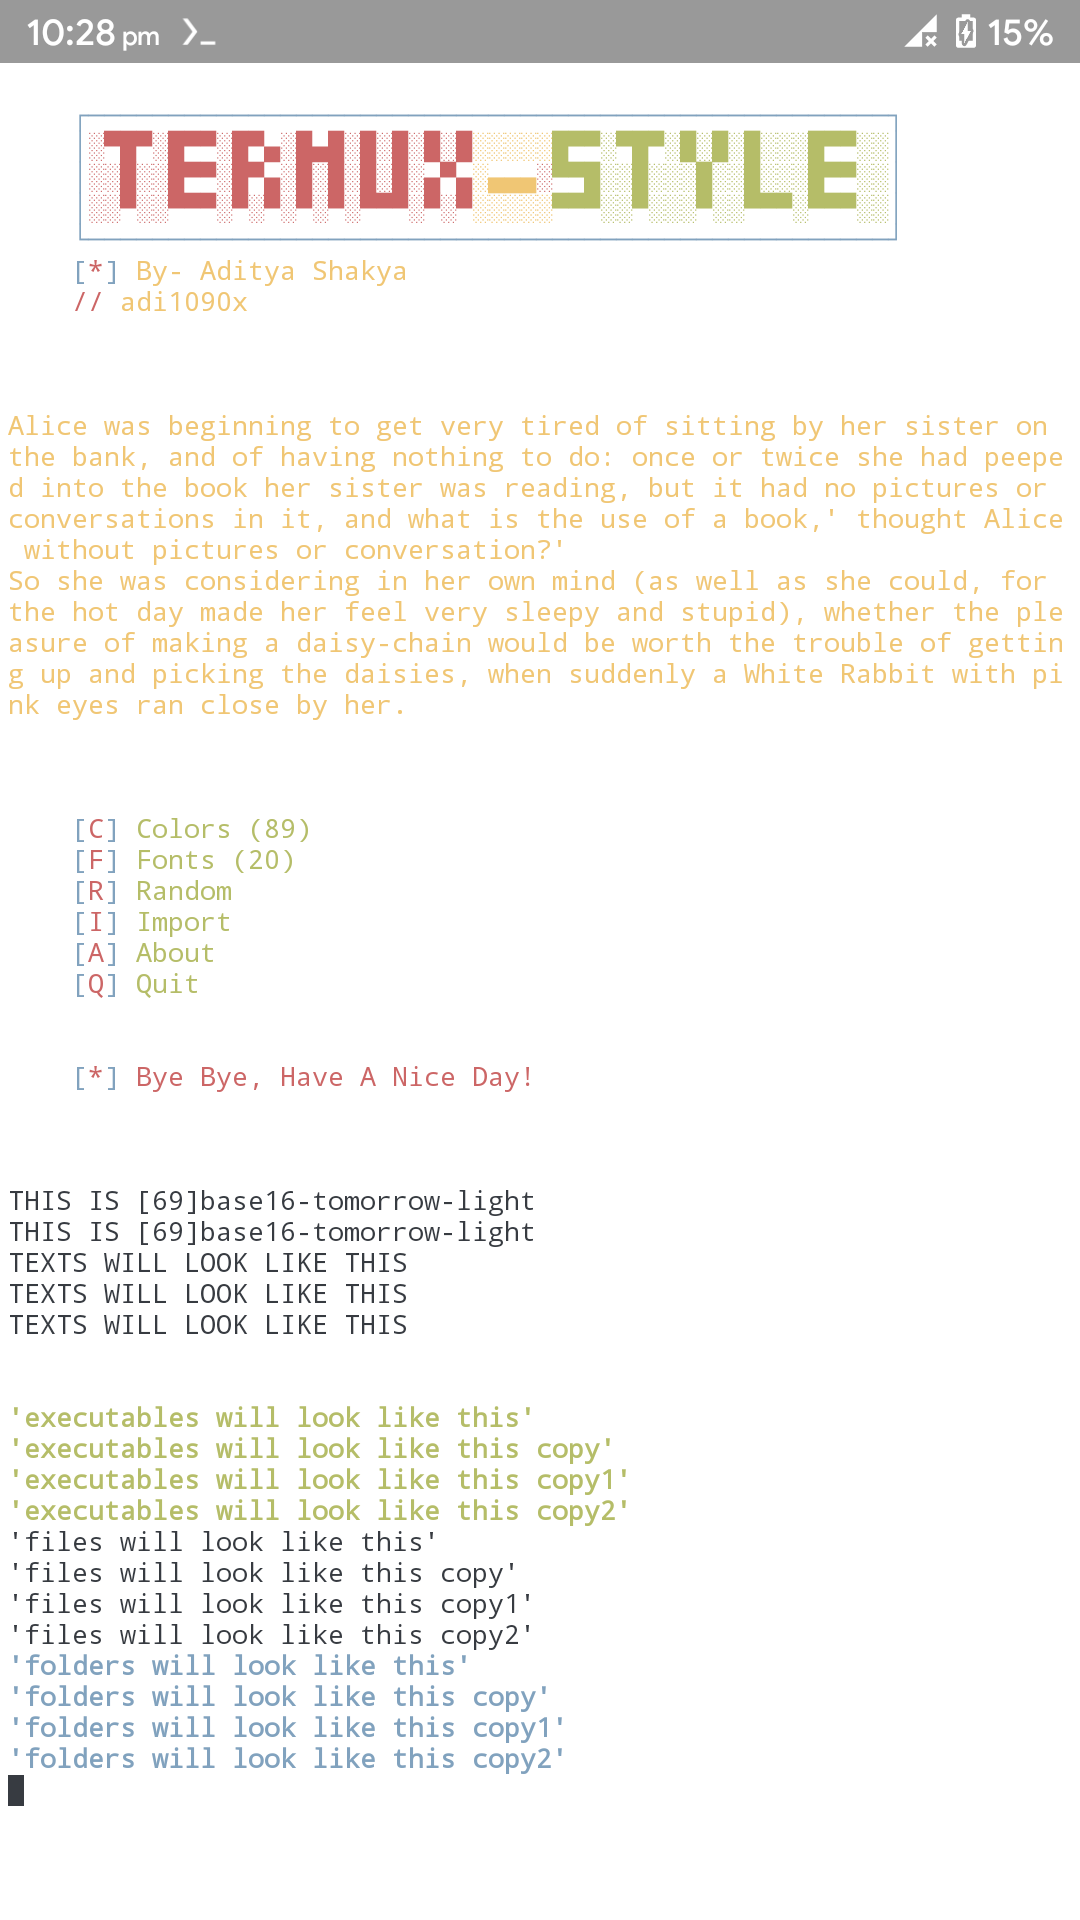 10:28 pm 15%
TERMUX_STYLE
[*] By- Aditya Shakya
// adi1090x
Alice was beginning to get very tired of sitting by her sister on
the bank, and of having nothing to do: once or twice she had peepe
d into the book her sister was reading, but it had no pictures or
conversations in it, and what is the use of a book,' thought Alice
without pictures or conversation?'
So she was considering in her own mind (as well as she could, for
the hot day made her feel very sleepy and stupid), whether the ple
asure of making a daisy-chain would be worth the trouble of gettin
g up and picking the daisies, when suddenly a White Rabbit with pi
nk eyes ran close by her.
[C] Colors (89)
[F] Fonts (20)
[R] Random
[I] Import
[A] About
[Q] Quit
[*] Bye Bye, Have A Nice Day!
THIS IS [69]base16-tomorrow-light
THIS IS [69]base16-tomorrow-light
TEXTS WILL LOOK LIKE THIS
TEXTS WILL LOOK LIKE THIS
TEXTS WILL LOOK LIKE THIS
'executables will look like this'
'executables will look like this copy'
'executables will look like this copy1'
'executables will look like this copy2'
'files will look like this'
'files will look like this copy'
'files will look like this copy1'
'files will look like this copy2'
'folders will look like this'
'folders will look like this copy'
'folders will look like this copy1'
'folders will look like this copy2'